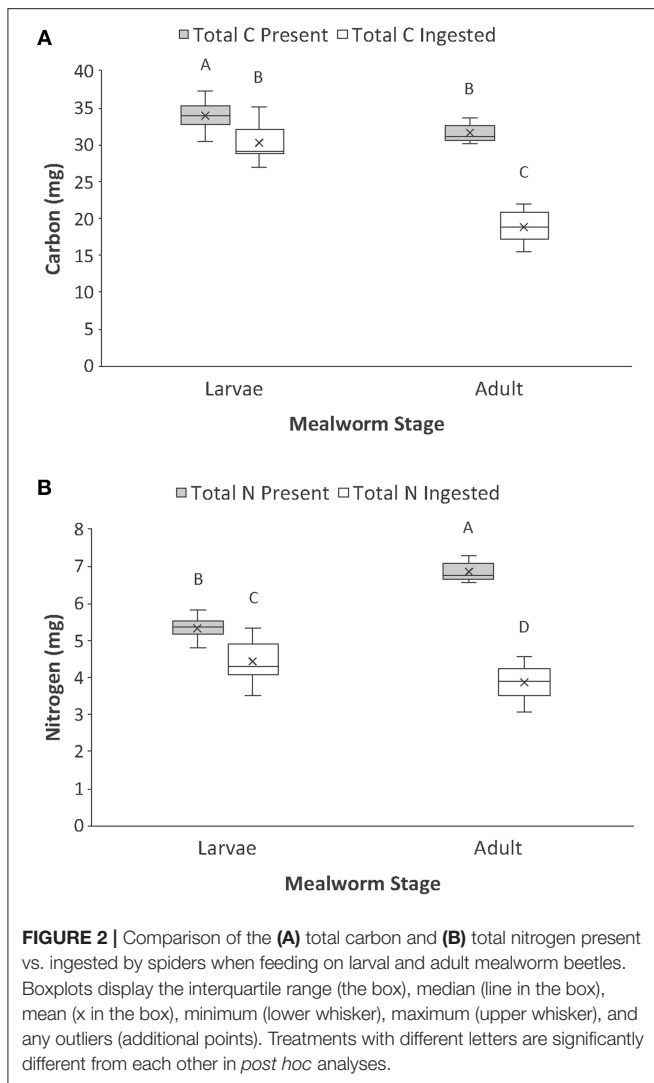 A
Total C Present Total C Ingested
A
B
B
C
40
35
30
25
20
15
10
5
0
Carbon (mg)
Larvae Adult
Mealworm Stage
B
Total N Present Total N Ingested
A
B
C
D
8
7
6
5
4
3
2
1
0
Nitrogen (mg)
Larvae Adult
Mealworm Stage
FIGURE 2 | Comparison of the (A) total carbon and (B) total nitrogen present
vs. ingested by spiders when feeding on larval and adult mealworm beetles.
Boxplots display the interquartile range (the box), median (line in the box),
mean (x in the box), minimum (lower whisker), maximum (upper whisker), and
any outliers (additional points). Treatments with different letters are significantly
different from each other in post hoc analyses.